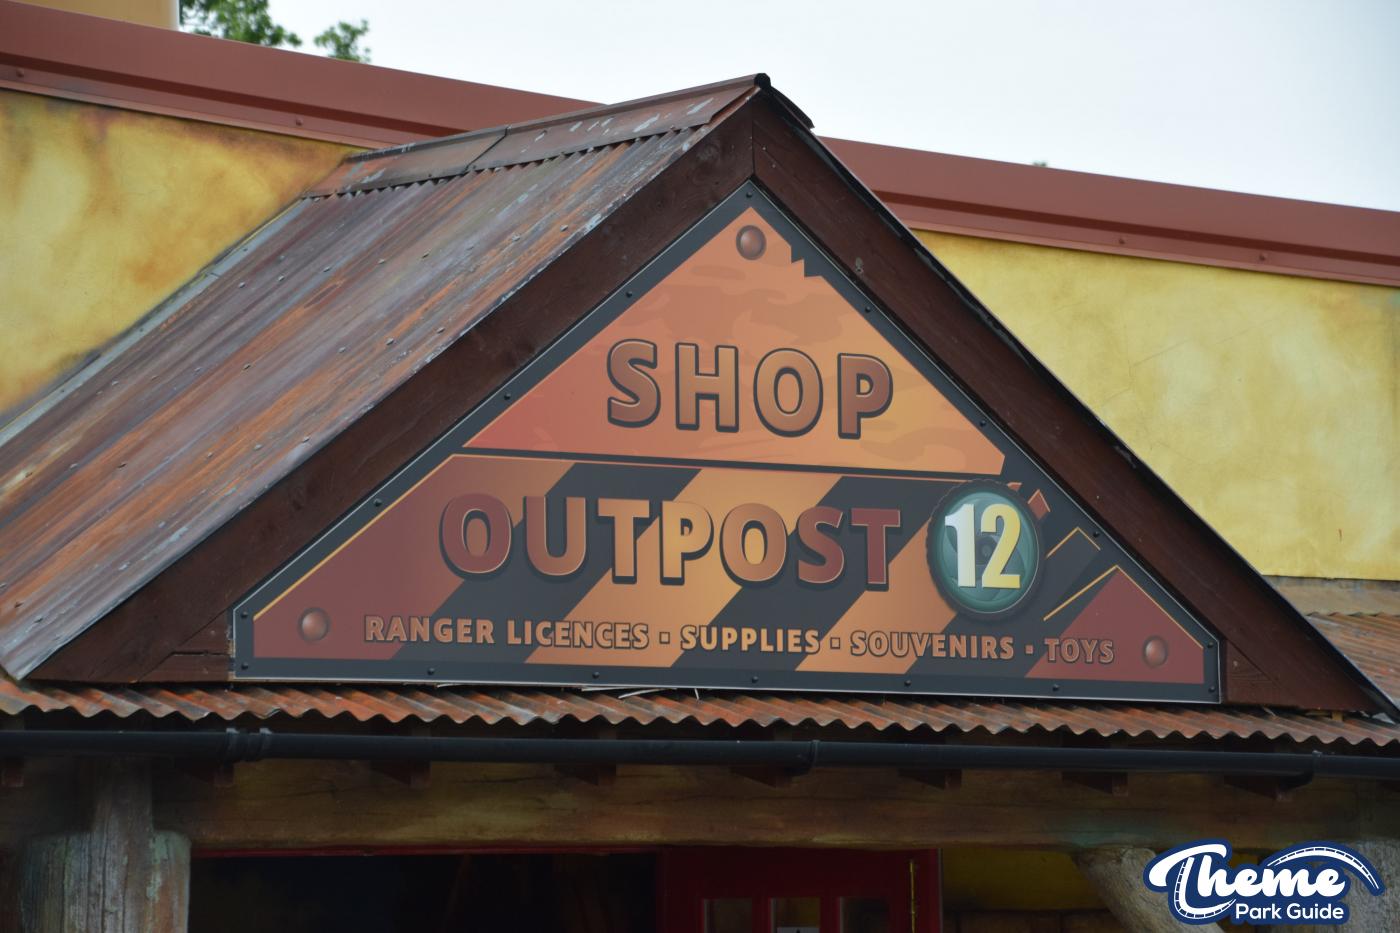 SHOP
OUTPOST 12
RANGER LICENCES · SUPPLIES · SOUVENIRS · TOYS
Theme
Park Guide